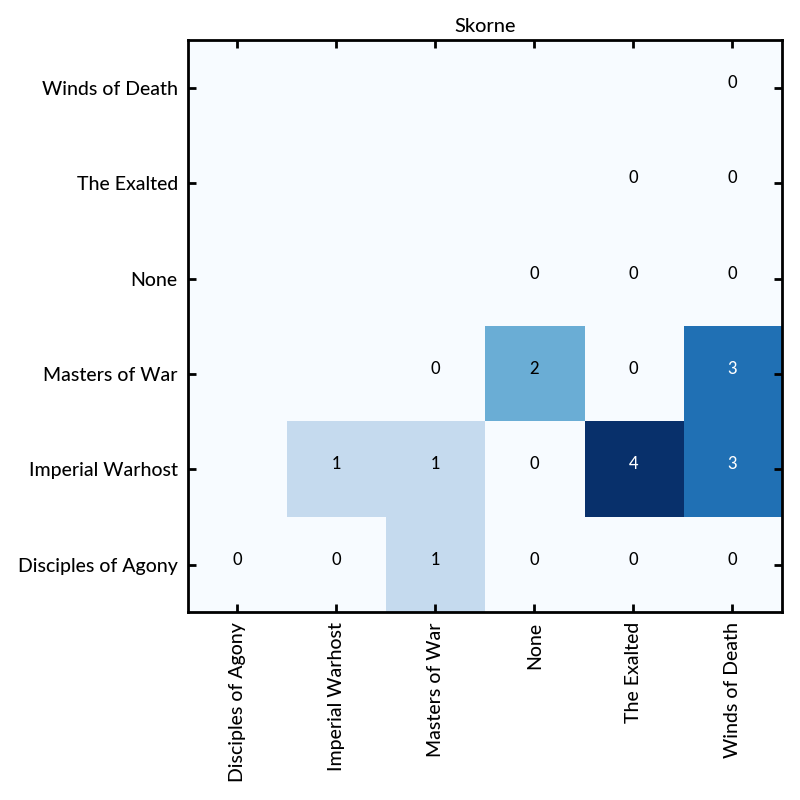 Skorne
Winds of Death 0
The Exalted 0 0
None 0 0 0
Masters of War 0 2 0 3
Imperial Warhost 1 1 0 4 3
Disciples of Agony 0 0 1 0 0 0
Disciples of Agony
Imperial Warhost
Masters of War
None
The Exalted
Winds of Death